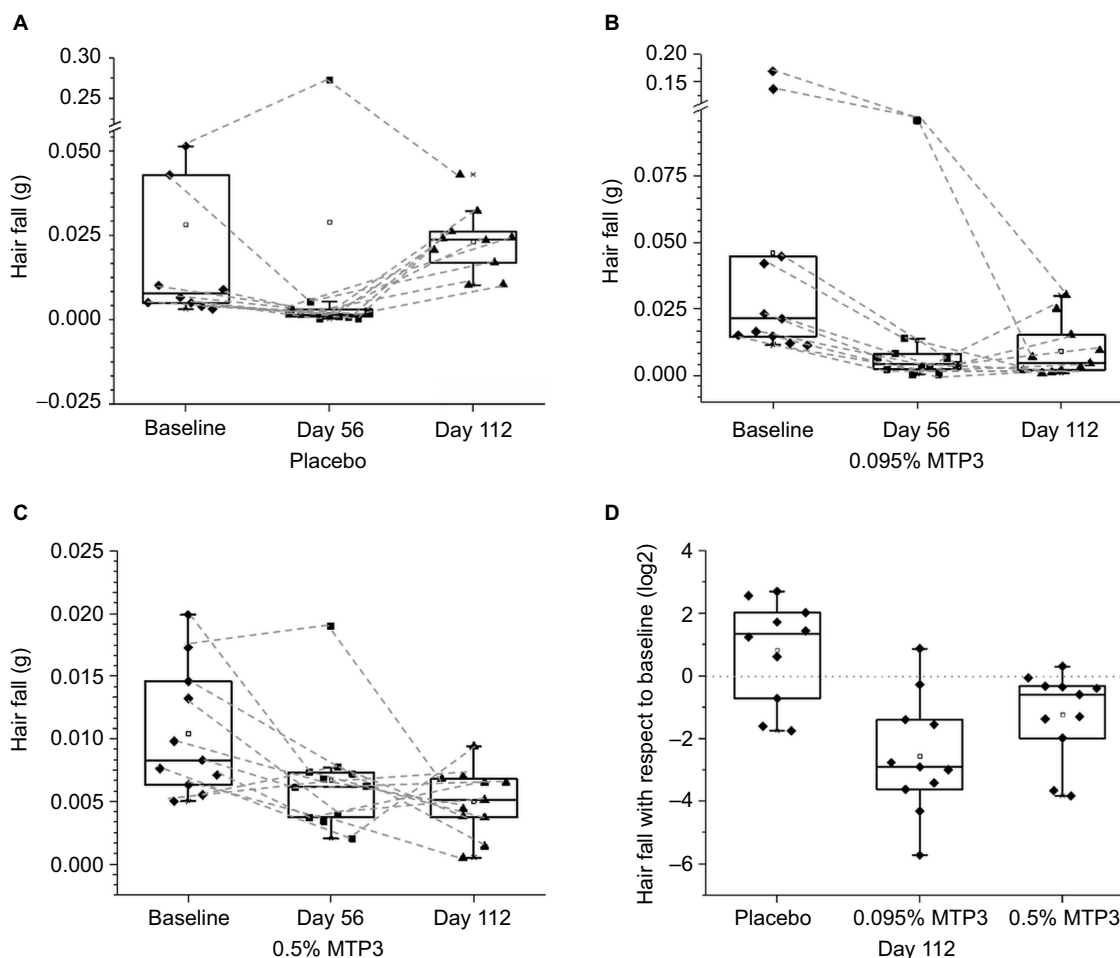 A
Hair fall (g)
0.30
0.25
0.050
0.025
0.000
–0.025
Baseline
Day 56
Day 112
Placebo
B
Hair fall (g)
0.20
0.15
0.075
0.050
0.025
0.000
Baseline
Day 56
Day 112
0.095% MTP3
C
Hair fall (g)
0.025
0.020
0.015
0.010
0.005
0.000
Baseline
Day 56
Day 112
0.5% MTP3
D
Hair fall with respect to baseline (log2)
4
2
0
–2
–4
–6
Placebo
0.095% MTP3
0.5% MTP3
Day 112